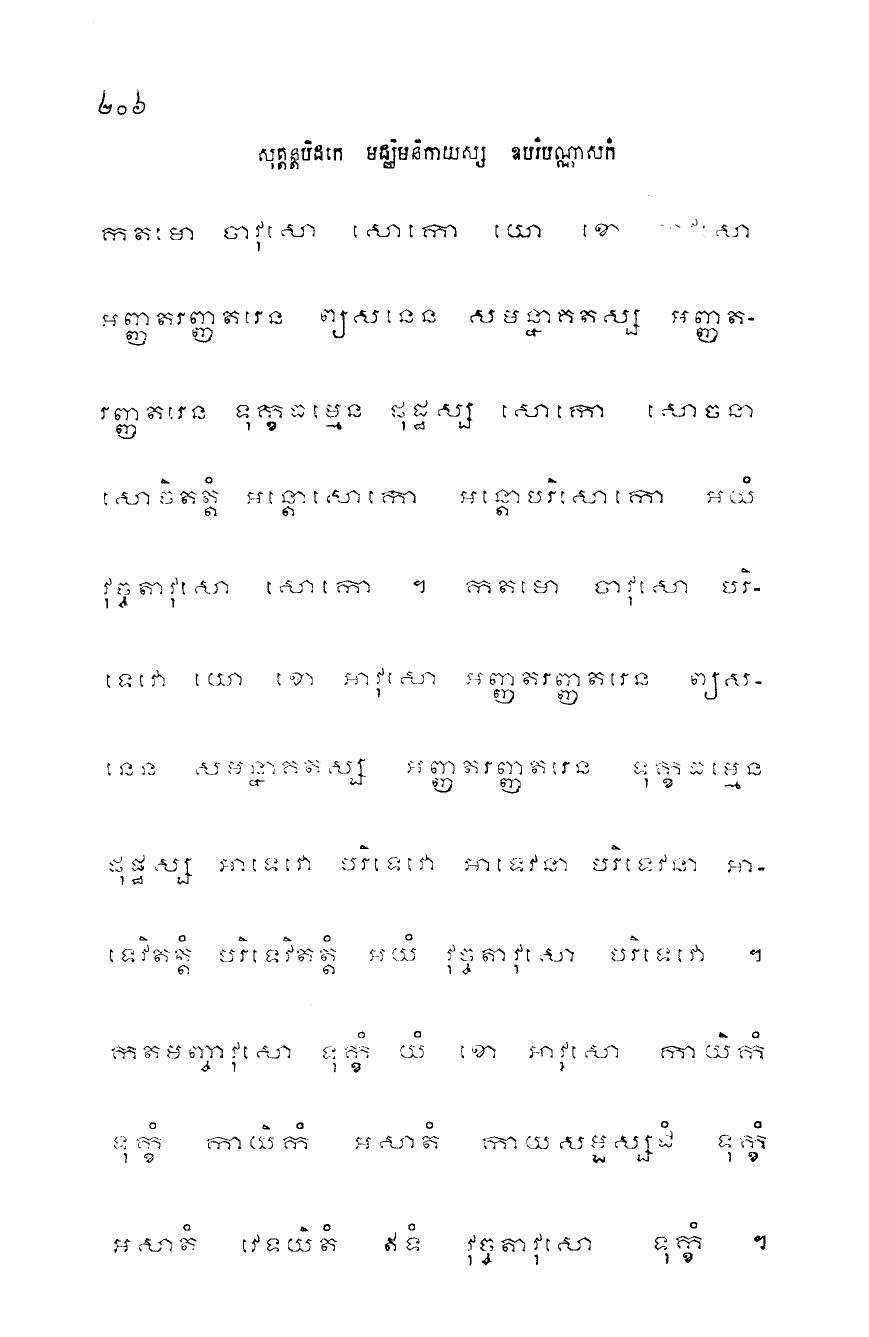 ២០៦
សុត្តន្តបិដកេ មជ្ឈិមនិកាយស្ស ឧបរិបណ្ណាសកំ
កតមោ ចាវុសោ សោកោ យោ ខោ អាវុសោ
អញ្ញតរញ្ញតរេន ព្យសនេន សមន្នាគតស្ស អញ្ញត-
រញ្ញតរេន ទុក្ខធម្មេន ផុដ្ឋស្ស សោកោ សោចនា
សោចិតត្តំ អន្តោសោកោ អន្តោបរិសោកោ អយំ
វុច្ចតាវុសោ សោកោ ។ កតមោ ចាវុសោ បរិ-
ទេវោ យោ ខោ អាវុសោ អញ្ញតរញ្ញតរេន ព្យស-
នេន សមន្នាគតស្ស អញ្ញតរញ្ញតរេន ទុក្ខធម្មេន
ផុដ្ឋស្ស អាទេវោ បរិទេវោ អាទេវនា បរិទេវនា អា-
ទេវិតត្តំ បរិទេវិតត្តំ អយំ វុច្ចតាវុសោ បរិទេវោ ។
កតមញ្ចាវុសោ ទុក្ខំ យំ ខោ អាវុសោ កាយិកំ
ទុក្ខំ កាយិកំ អសាតំ កាយសម្ផស្សជំ ទុក្ខំ
អសាតំ វេទយិតំ ឥទំ វុច្ចតាវុសោ ទុក្ខំ ។